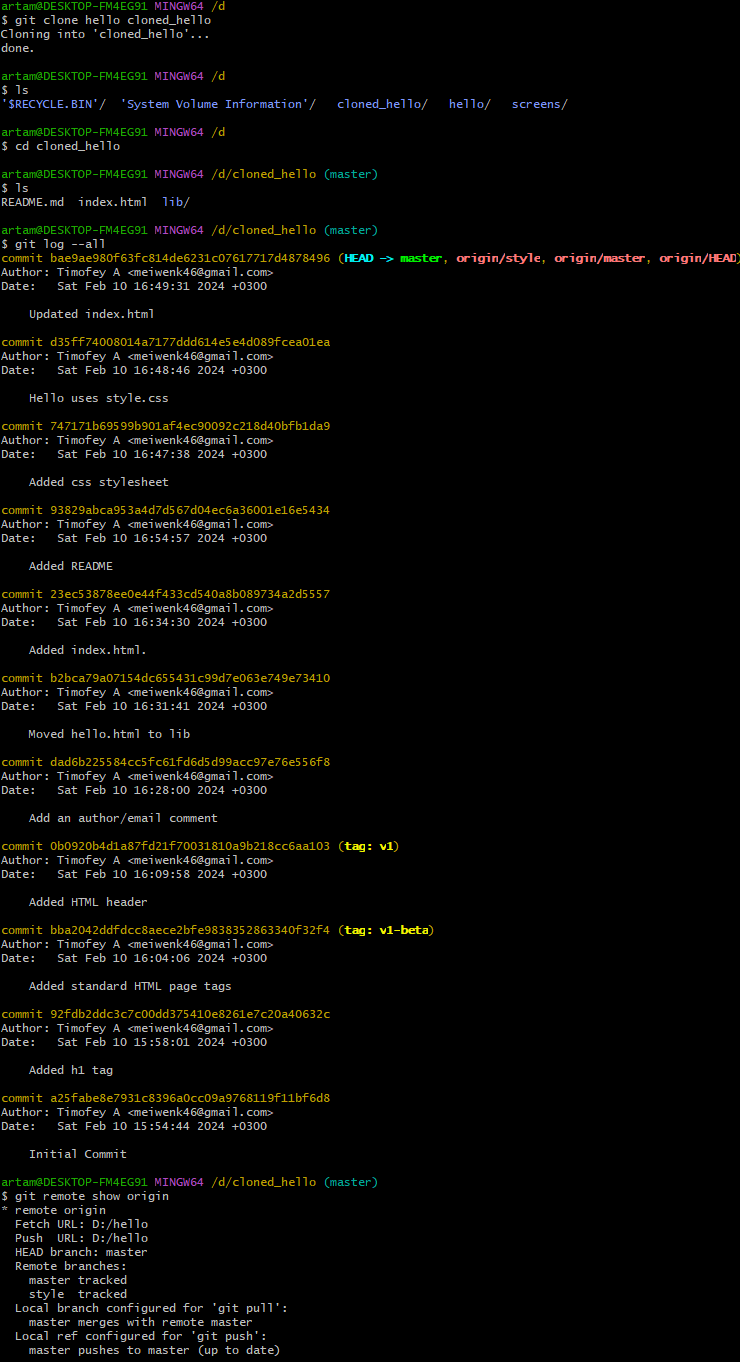 artam@DESKTOP-FM4EG91 MINGW64 /d
$ git clone hello cloned_hello
Cloning into 'cloned_hello'...
done.

artam@DESKTOP-FM4EG91 MINGW64 /d
$ ls
'$RECYCLE.BIN'/  'System Volume Information'/   cloned_hello/   hello/   screens/

artam@DESKTOP-FM4EG91 MINGW64 /d
$ cd cloned_hello

artam@DESKTOP-FM4EG91 MINGW64 /d/cloned_hello (master)
$ ls
README.md  index.html  lib/

artam@DESKTOP-FM4EG91 MINGW64 /d/cloned_hello (master)
$ git log --all
commit bae9ae980f63fc814de6231c07617717d4878496 (HEAD -> master, origin/style, origin/master, origin/HEAD)
Author: Timofey A <meiwenk46@gmail.com>
Date:   Sat Feb 10 16:49:31 2024 +0300

    Updated index.html

commit d35ff74008014a7177ddd614e5e4d089fcea01ea
Author: Timofey A <meiwenk46@gmail.com>
Date:   Sat Feb 10 16:48:46 2024 +0300

    Hello uses style.css

commit 747171b69599b901af4ec90092c218d40bfb1da9
Author: Timofey A <meiwenk46@gmail.com>
Date:   Sat Feb 10 16:47:38 2024 +0300

    Added css stylesheet

commit 93829abca953a4d7d567d04ec6a36001e16e5434
Author: Timofey A <meiwenk46@gmail.com>
Date:   Sat Feb 10 16:54:57 2024 +0300

    Added README

commit 23ec53878ee0e44f433cd540a8b089734a2d5557
Author: Timofey A <meiwenk46@gmail.com>
Date:   Sat Feb 10 16:34:30 2024 +0300

    Added index.html.

commit b2bca79a07154dc655431c99d7e063e749e73410
Author: Timofey A <meiwenk46@gmail.com>
Date:   Sat Feb 10 16:31:41 2024 +0300

    Moved hello.html to lib

commit dad6b225584cc5fc61fd6d5d99acc97e76e556f8
Author: Timofey A <meiwenk46@gmail.com>
Date:   Sat Feb 10 16:28:00 2024 +0300

    Add an author/email comment

commit 0b0920b4d1a87fd21f70031810a9b218cc6aa103 (tag: v1)
Author: Timofey A <meiwenk46@gmail.com>
Date:   Sat Feb 10 16:09:58 2024 +0300

    Added HTML header

commit bba2042ddfdcc8aece2bfe9838352863340f32f4 (tag: v1-beta)
Author: Timofey A <meiwenk46@gmail.com>
Date:   Sat Feb 10 16:04:06 2024 +0300

    Added standard HTML page tags

commit 92fdb2ddc3c7c00dd375410e8261e7c20a40632c
Author: Timofey A <meiwenk46@gmail.com>
Date:   Sat Feb 10 15:58:01 2024 +0300

    Added h1 tag

commit a25fabe8e7931c8396a0cc09a9768119f11bf6d8
Author: Timofey A <meiwenk46@gmail.com>
Date:   Sat Feb 10 15:54:44 2024 +0300

    Initial Commit

artam@DESKTOP-FM4EG91 MINGW64 /d/cloned_hello (master)
$ git remote show origin
* remote origin
  Fetch URL: D:/hello
  Push  URL: D:/hello
  HEAD branch: master
  Remote branches:
    master tracked
    style  tracked
  Local branch configured for 'git pull':
    master merges with remote master
  Local ref configured for 'git push':
    master pushes to master (up to date)